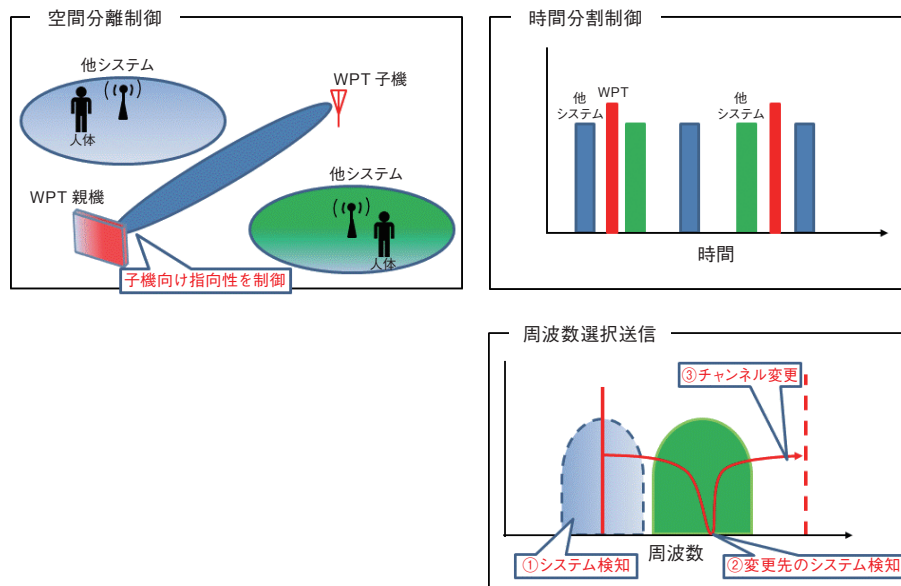 空間分離制御
他システム
人体
WPT 子機
WPT 親機
他システム
人体
子機向け指向性を制御
時間分割制御
他
システム
WPT
他
システム
時間
周波数選択送信
③チャンネル変更
①システム検知
周波数
②変更先のシステム検知